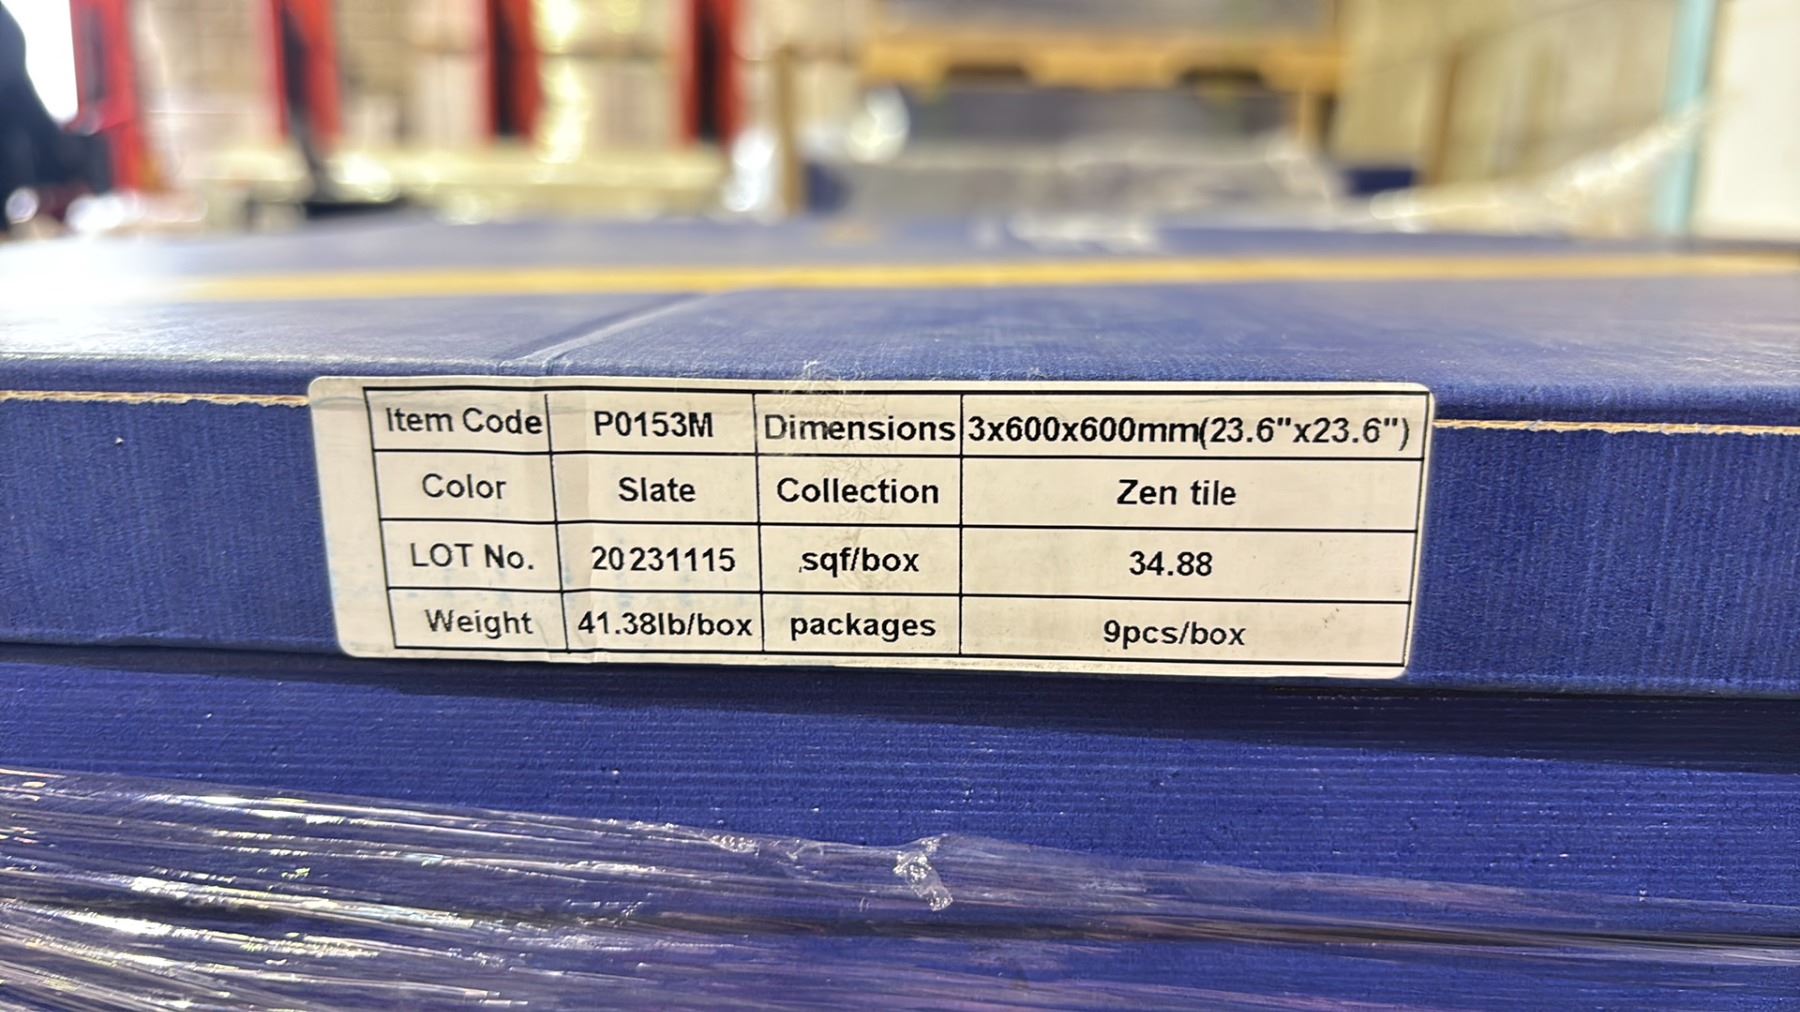 Item Code P0153M Dimensions 3x600x600mm(23.6"x23.6")
Color Slate Collection Zen tile
LOT No. 20231115 sqf/box 34.88
Weight 41.38lb/box packages 9pcs/box